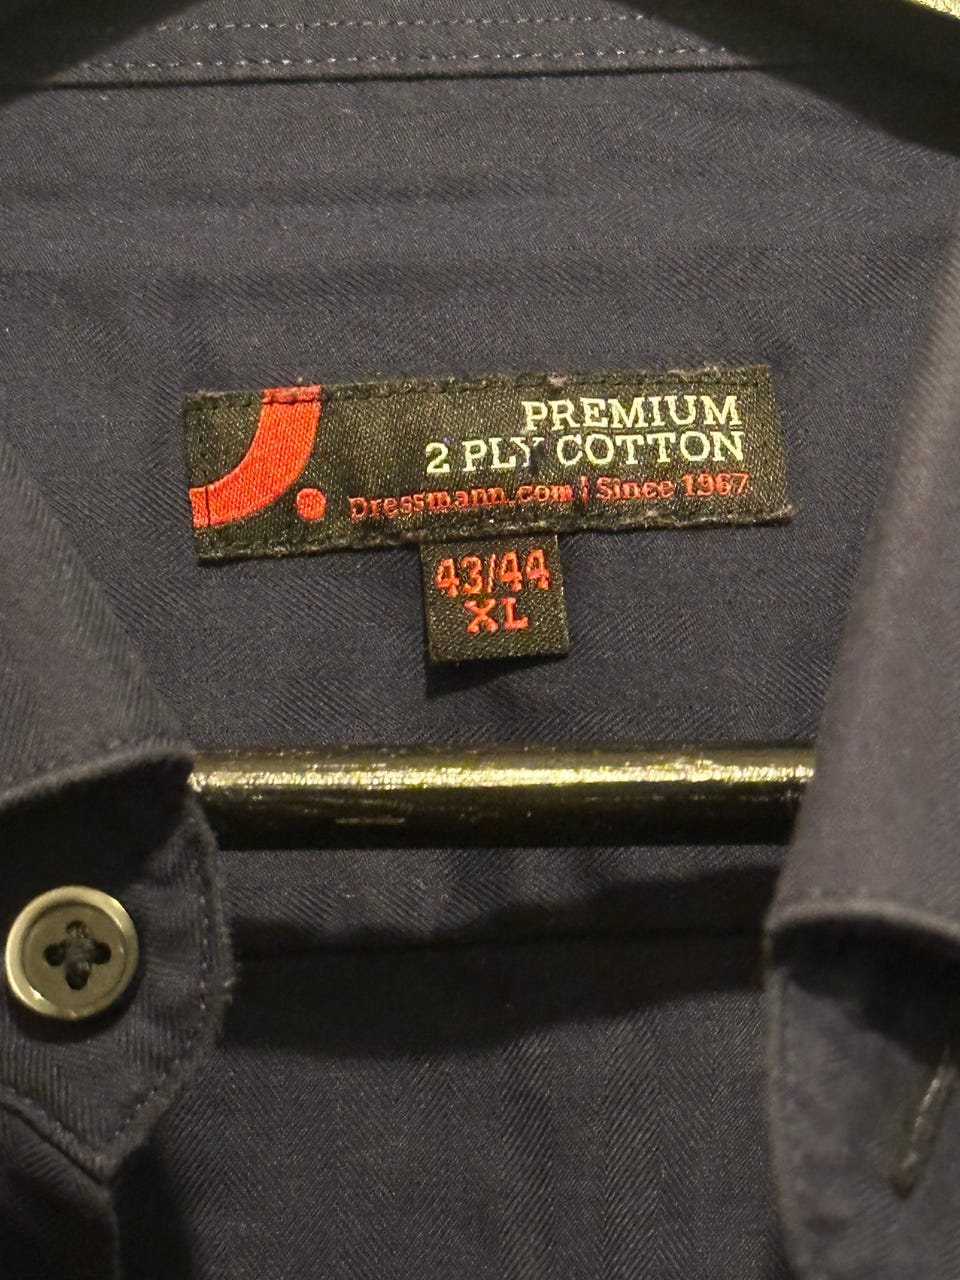 PREMIUM
2 PLY COTTON
Dressmann.com | Since 1967
43/44
XL